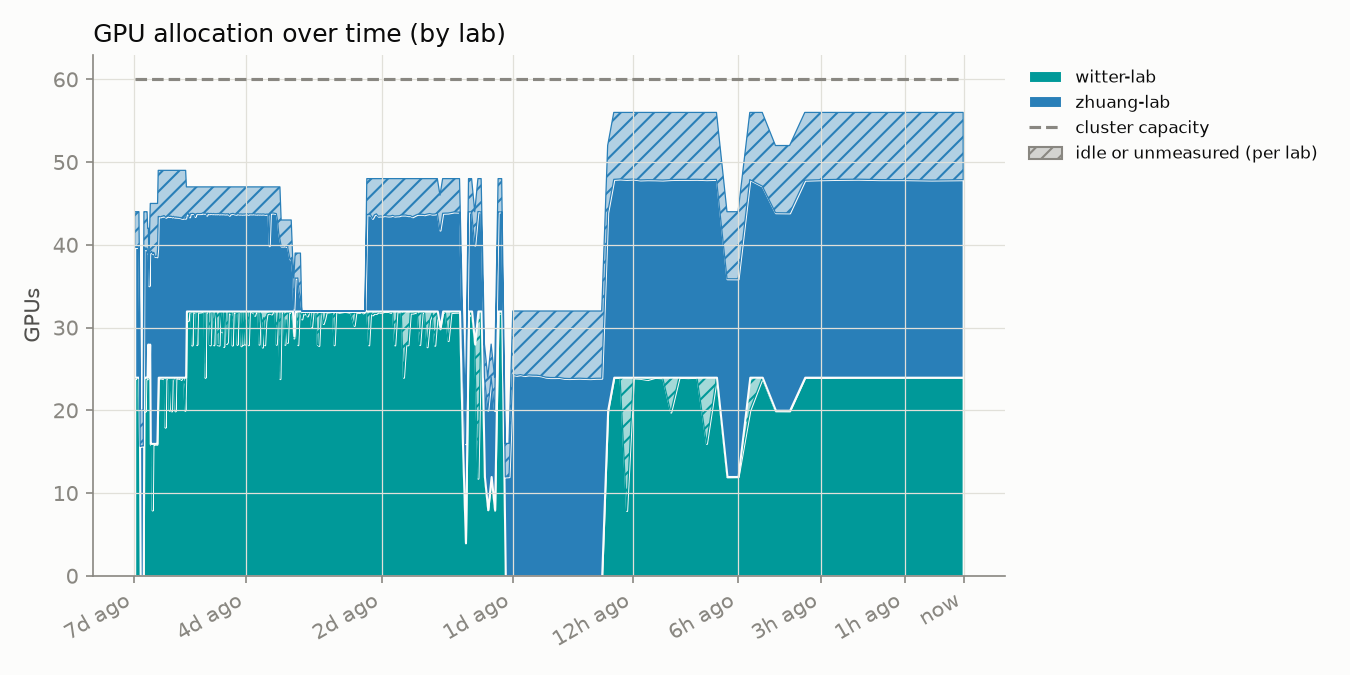 GPU allocation over time (by lab)
GPUs
60
50
40
30
20
10
0
7d ago
4d ago
2d ago
1d ago
12h ago
6h ago
3h ago
1h ago
now
witter-lab
zhuang-lab
cluster capacity
idle or unmeasured (per lab)